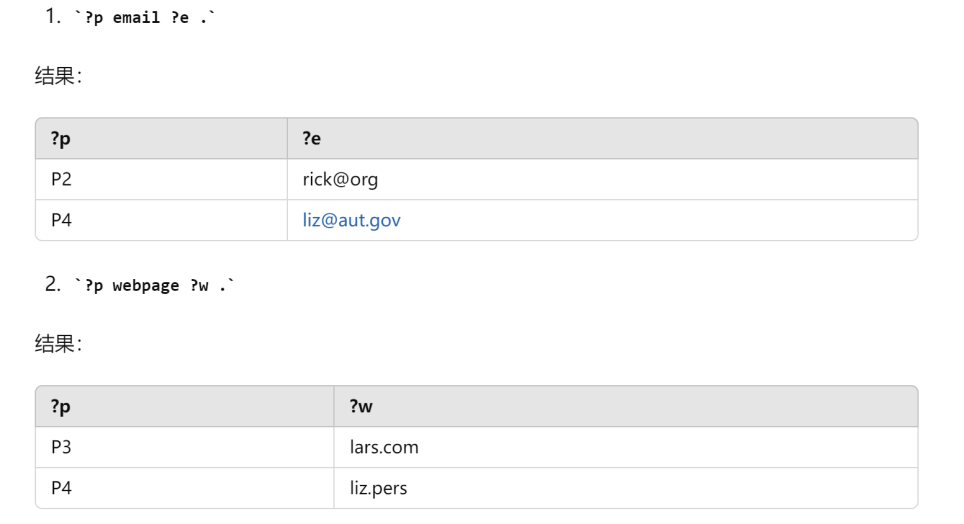 1. `?p email ?e .`
结果：
?p ?e
P2 rick@org
P4 liz@aut.gov
2. `?p webpage ?w .`
结果：
?p ?w
P3 lars.com
P4 liz.pers